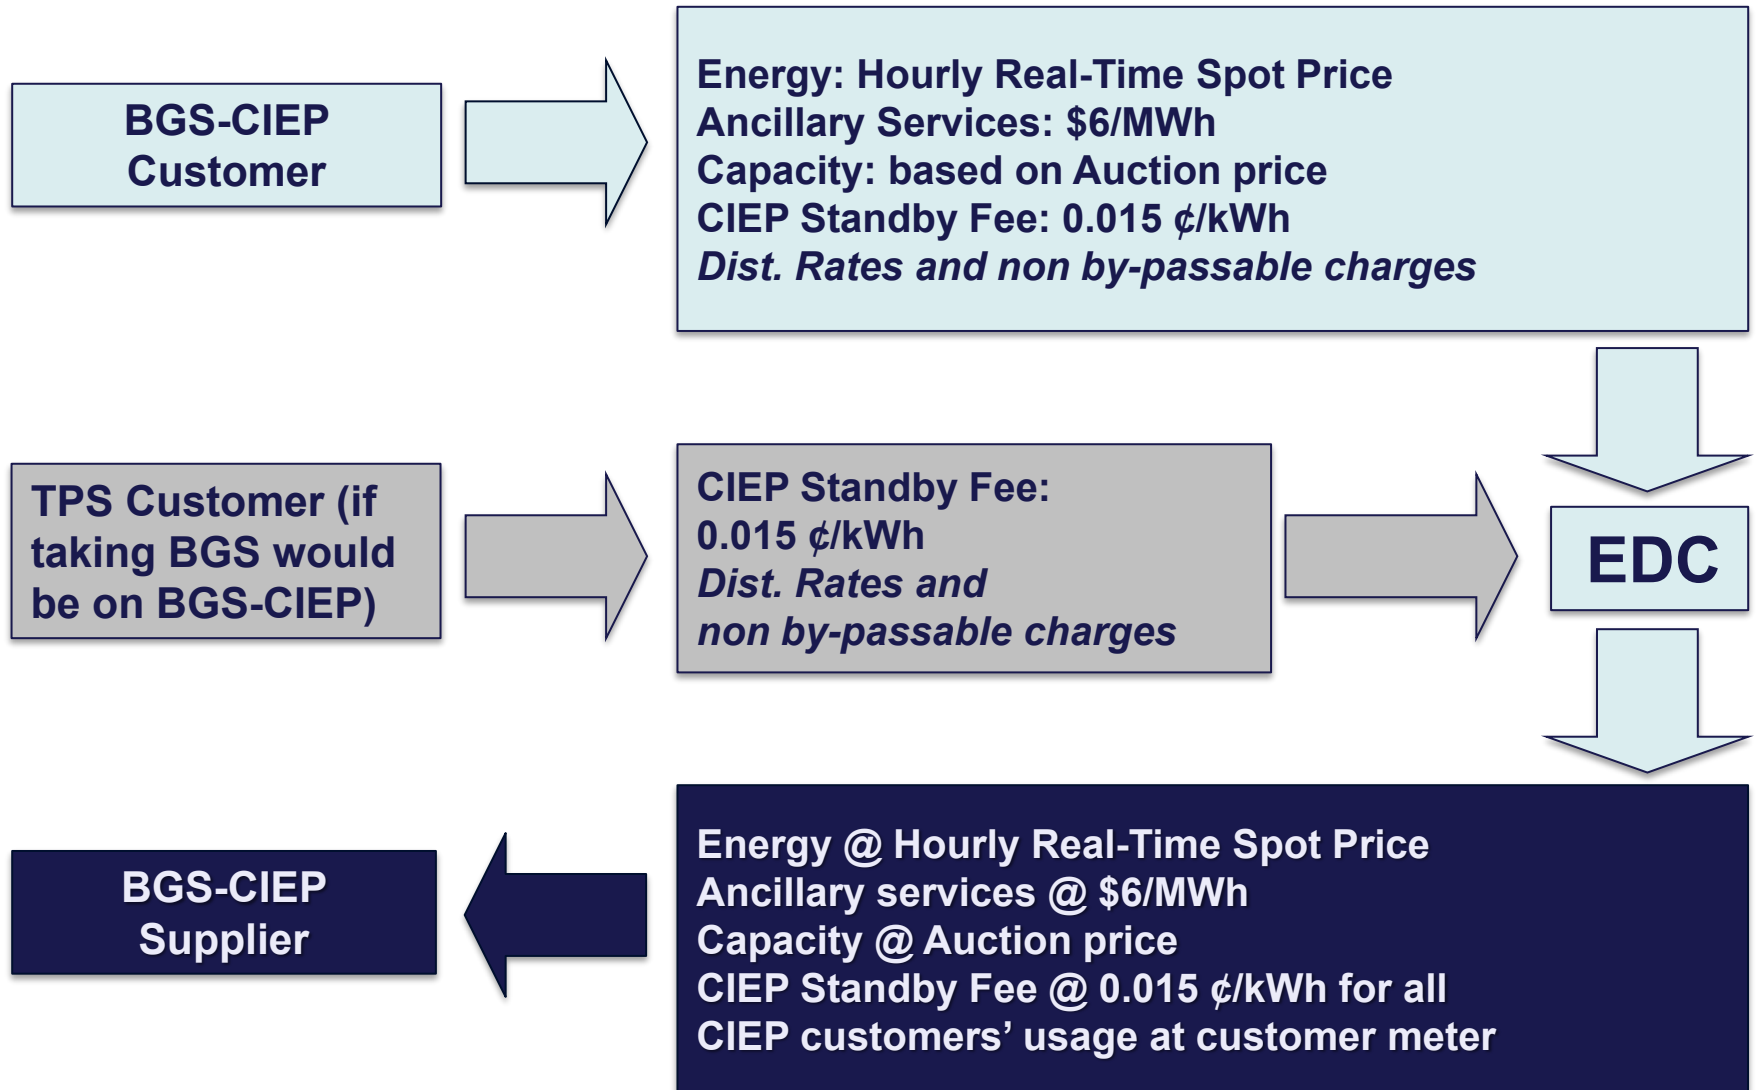 BGS-CIEP
Customer
Energy: Hourly Real-Time Spot Price
Ancillary Services: $6/MWh
Capacity: based on Auction price
CIEP Standby Fee: 0.015 ¢/kWh
Dist. Rates and non by-passable charges
TPS Customer (if
taking BGS would
be on BGS-CIEP)
CIEP Standby Fee:
0.015 ¢/kWh
Dist. Rates and
non by-passable charges
EDC
BGS-CIEP
Supplier
Energy @ Hourly Real-Time Spot Price
Ancillary services @ $6/MWh
Capacity @ Auction price
CIEP Standby Fee @ 0.015 ¢/kWh for all
CIEP customers’ usage at customer meter